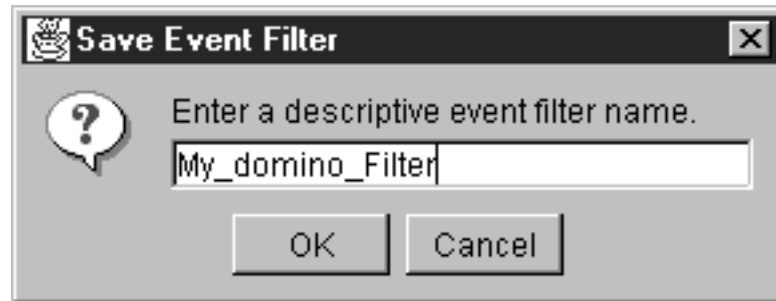 Save Event Filter
Enter a descriptive event filter name.
My_domino_Filter
OK Cancel